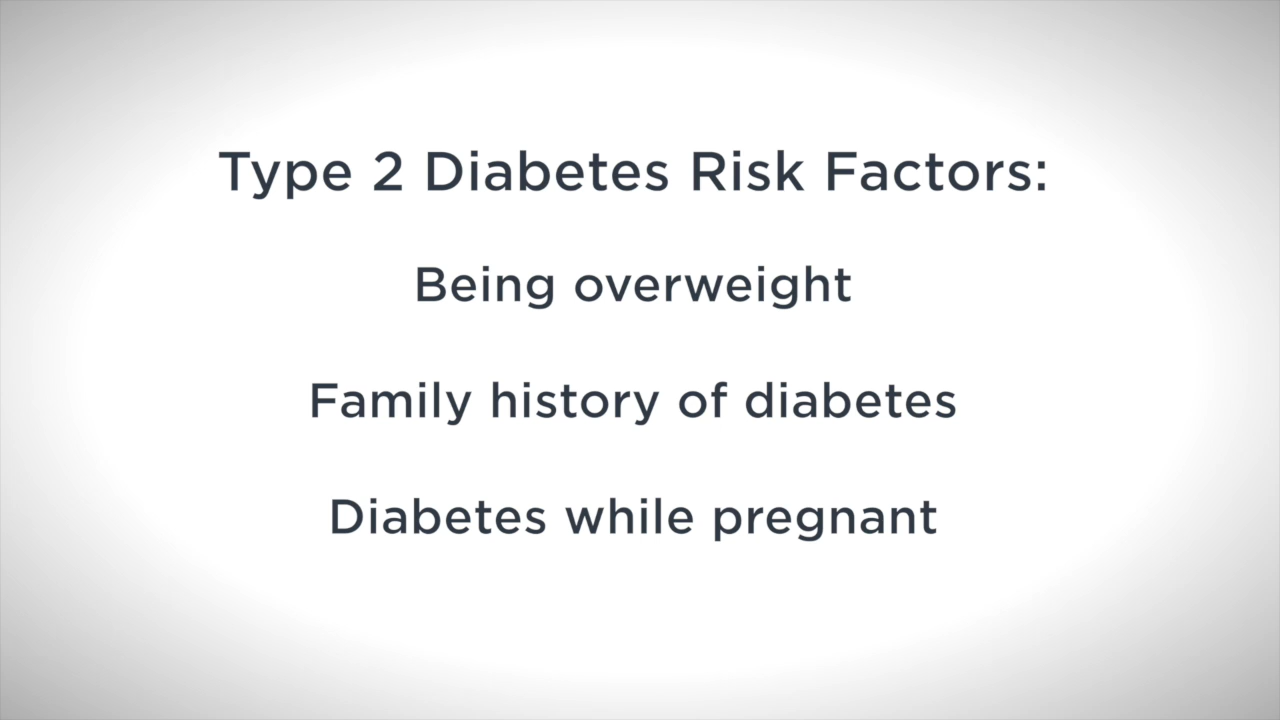 Type 2 Diabetes Risk Factors:
Being overweight
Family history of diabetes
Diabetes while pregnant